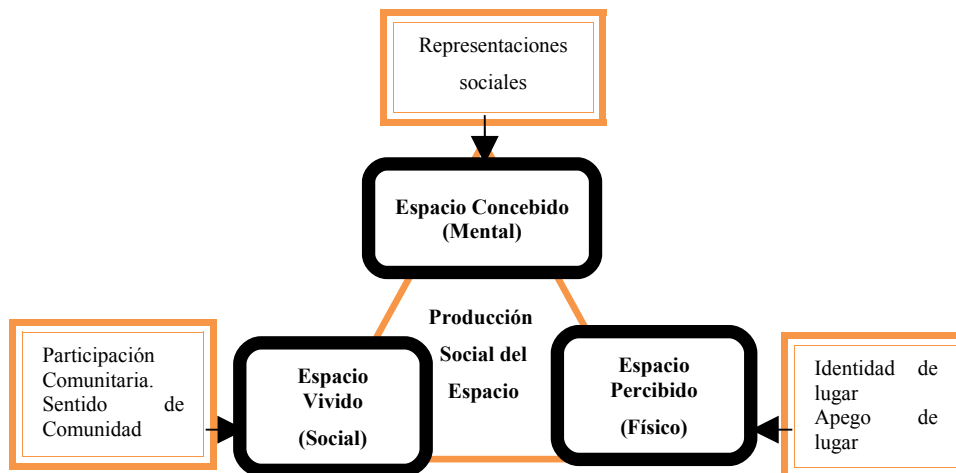 Representaciones
sociales
Espacio Concebido
(Mental)
Producción
Social del
Espacio
Participación
Comunitaria.
Sentido de
Comunidad
Espacio
Vivido
(Social)
Espacio
Percibido
(Físico)
Identidad de
lugar
Apego de
lugar